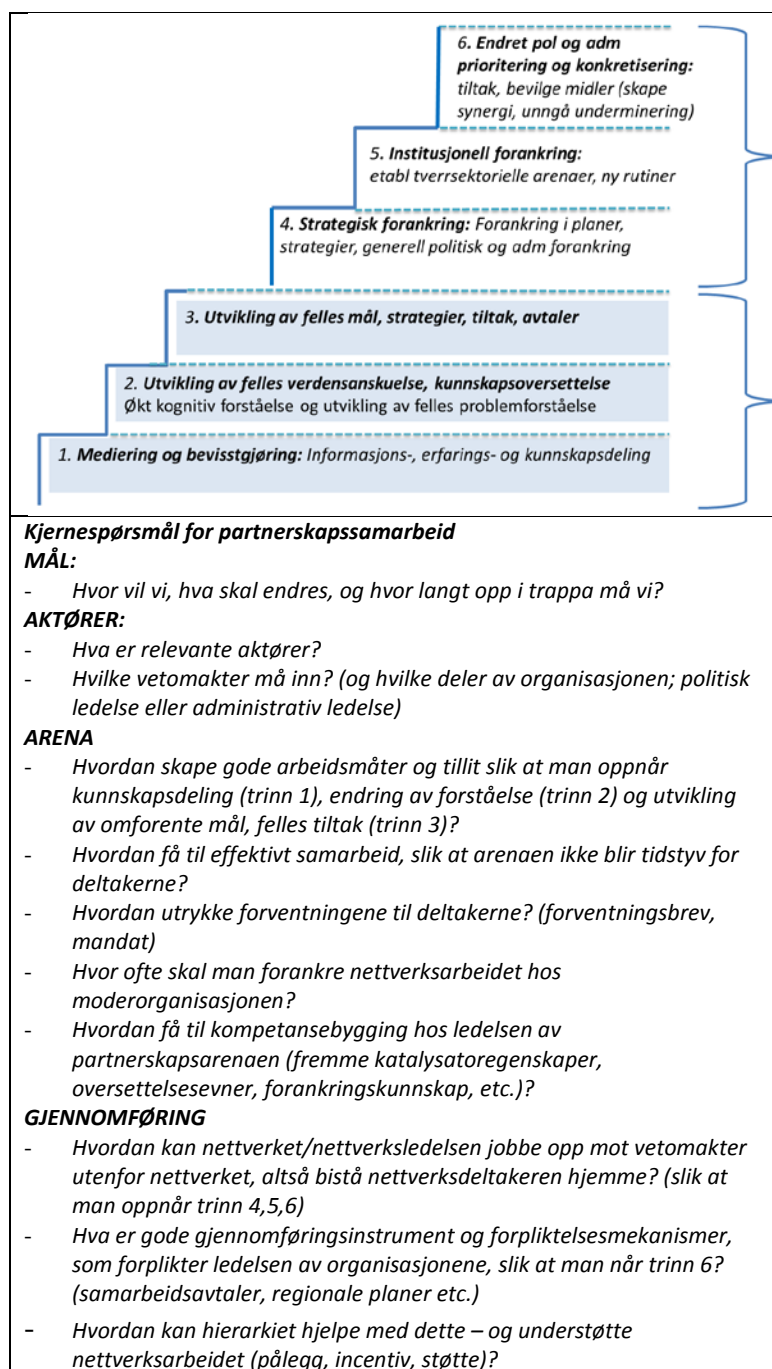 6. Endret pol og adm
prioritering og konkretisering:
tiltak, bevilge midler (skape
synergi, unngå underminering)
5. Institusjonell forankring:
etabl tverrsektorielle arenaer, ny rutiner
4. Strategisk forankring: Forankring i planer,
strategier, generell politisk og adm forankring
3. Utvikling av felles mål, strategier, tiltak, avtaler
2. Utvikling av felles verdensanskuelse, kunnskapsoversettelse
Økt kognitiv forståelse og utvikling av felles problemforståelse
1. Mediering og bevisstgjøring: Informasjons-, erfarings- og kunnskapsdeling
Kjernespørsmål for partnerskapssamarbeid
MÅL:
- Hvor vil vi, hva skal endres, og hvor langt opp i trappa må vi?
AKTØRER:
- Hva er relevante aktører?
- Hvilke vetomakter må inn? (og hvilke deler av organisasjonen; politisk
ledelse eller administrativ ledelse)
ARENA
- Hvordan skape gode arbeidsmåter og tillit slik at man oppnår
kunnskapsdeling (trinn 1), endring av forståelse (trinn 2) og utvikling
av omforente mål, felles tiltak (trinn 3)?
- Hvordan få til effektivt samarbeid, slik at arenaen ikke blir tidstyv for
deltakerne?
- Hvordan utrykke forventningene til deltakerne? (forventningsbrev,
mandat)
- Hvor ofte skal man forankre nettverksarbeidet hos
moderorganisasjonen?
- Hvordan få til kompetansebygging hos ledelsen av
partnerskapsarenaen (fremme katalysatoregenskaper,
oversettelsesevner, forankringskunnskap, etc.)?
GJENNOMFØRING
- Hvordan kan nettverket/nettverksledelsen jobbe opp mot vetomakter
utenfor nettverket, altså bistå nettverksdeltakeren hjemme? (slik at
man oppnår trinn 4,5,6)
- Hva er gode gjennomføringsinstrument og forpliktelsesmekanismer,
som forplikter ledelsen av organisasjonene, slik at man når trinn 6?
(samarbeidsavtaler, regionale planer etc.)
- Hvordan kan hierarkiet hjelpe med dette – og understøtte
nettverksarbeidet (pålegg, incentiv, støtte)?